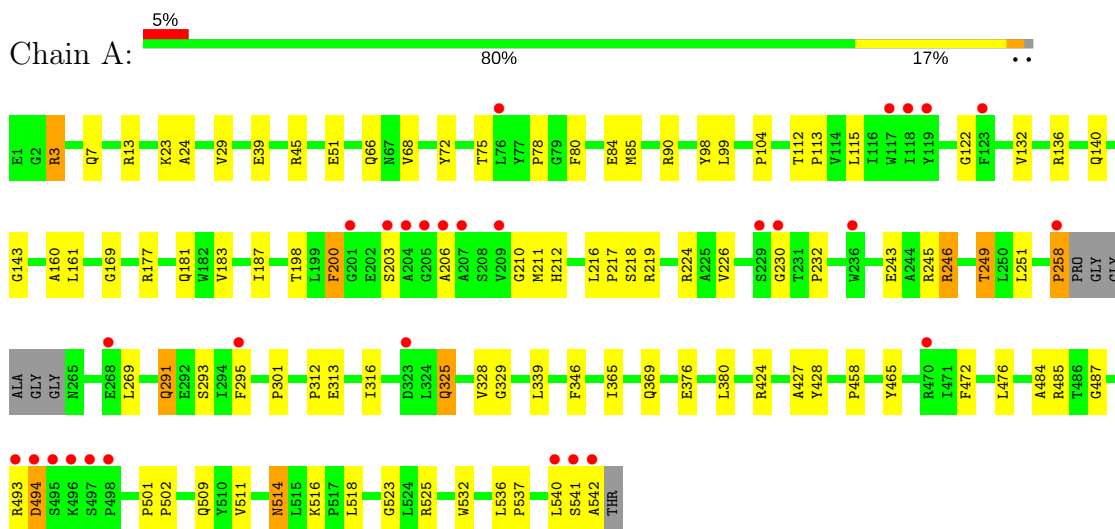 5%
Chain A:
80% 17% • •
E1 G2 R3 Q7 R13 K23 A24 V29 E39 R45 E51 Q66 N67 V68 Y72 T75 L76 Y77 P78 G79 F80 E84 M85 R90 Y98 L99 P104 T112 P113 V114 L115 I116 W117 I118 Y119 G122 F123 V132 R136 Q140
G143 A160 L161 G169 R177 Q181 W182 V183 I187 T198 L199 F200 G201 E202 S203 A204 G205 A206 A207 S208 V209 G210 M211 H212 L216 P217 S218 R219 R224 A225 V226 S229 G230 T231 P232 W236 E243 A244 R245 R246 T249 L250 L251 P258 PRO GLY GLY
ALA GLY GLY N265 E268 L269 Q291 E292 S293 I294 F295 P301 P312 E313 I316 D323 L324 Q325 V328 G329 L339 F346 I365 Q369 E376 L380 R424 A427 Y428 P458 Y465 R470 I471 F472 L476 A484 R485 T486 G487
R493 D494 S495 K496 S497 P498 P501 P502 Q509 Y510 V511 N514 L515 K516 P517 L518 G523 L524 R525 W532 L536 P537 L540 S541 A542 THR